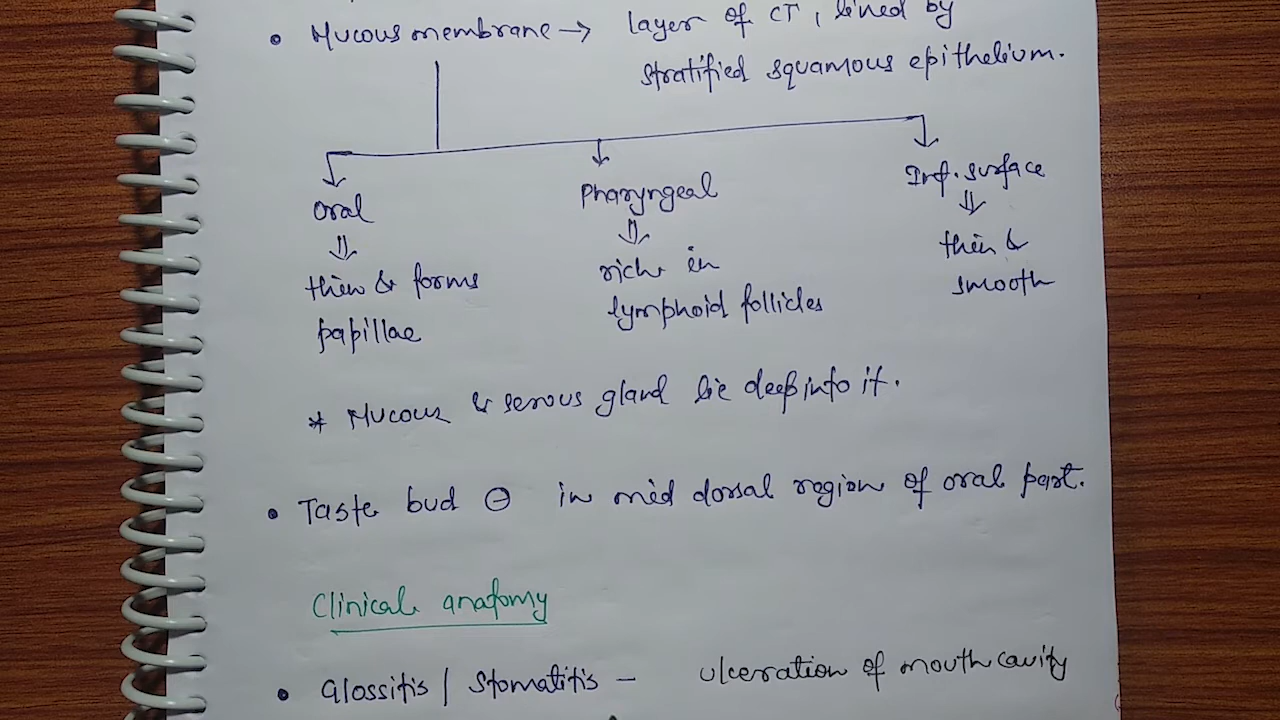 • Mucous membrane → layer of CT, lined by
stratified squamous epithelium.
Oral
⇓
thin & forms
papillae
Pharyngeal
⇓
rich in
lymphoid follicles
Inf. surface
⇓
thin &
smooth
* Mucous & serous gland lie deep into it.
• Taste bud ⊖ in mid dorsal region of oral part.
Clinical anatomy
• Glossitis / Stomatitis – ulceration of mouth cavity